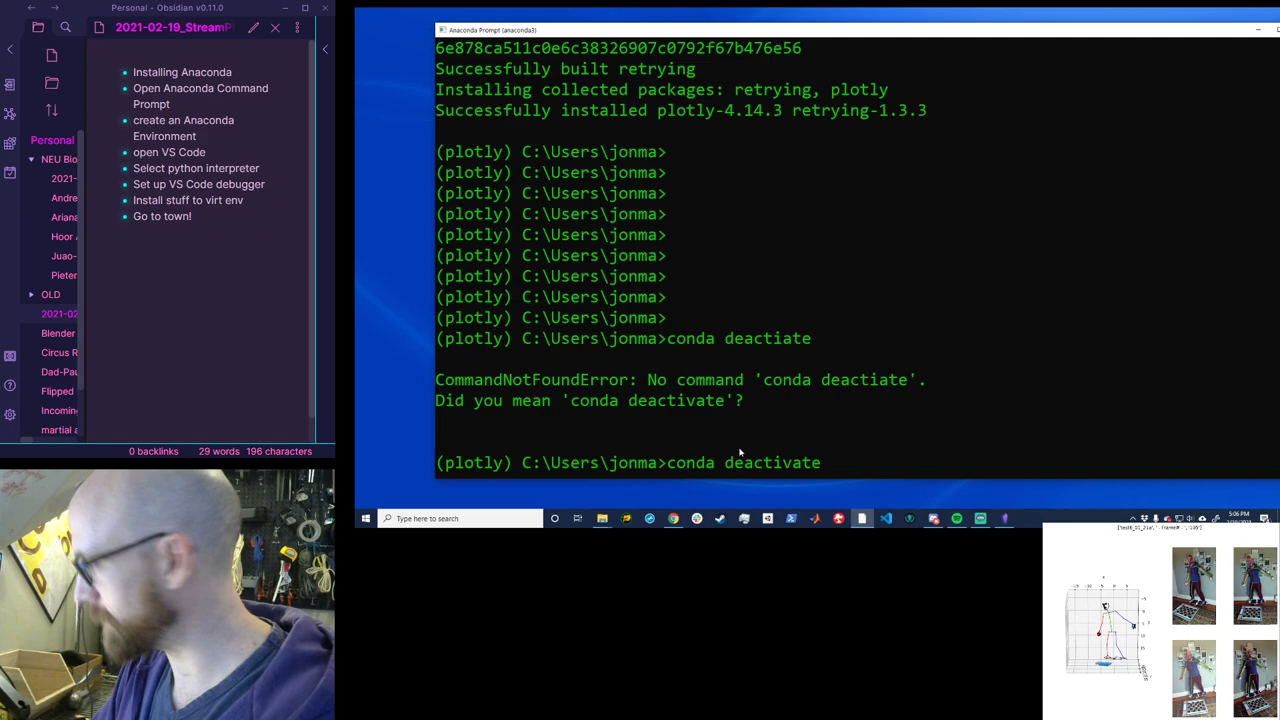 Personal - Obsidian v0.11.0
2021-02-19_StreamP
Installing Anaconda
Open Anaconda Command
Prompt
create an Anaconda
Environment
open VS Code
Select python interpreter
Set up VS Code debugger
Install stuff to virt env
Go to town!
Personal
NEU Bio
2021-
Andre
Ariana
Hoor A
Juao-
Pieter
OLD
2021-02
Blender
Circus R
Dad-Pau
Flipped
Incoming
martial a
0 backlinks 29 words 196 characters
Anaconda Prompt (anaconda3)
6e878ca511c0e6c38326907c0792f67b476e56
Successfully built retrying
Installing collected packages: retrying, plotly
Successfully installed plotly-4.14.3 retrying-1.3.3
(plotly) C:\Users\jonma>
(plotly) C:\Users\jonma>
(plotly) C:\Users\jonma>
(plotly) C:\Users\jonma>
(plotly) C:\Users\jonma>
(plotly) C:\Users\jonma>
(plotly) C:\Users\jonma>
(plotly) C:\Users\jonma>
(plotly) C:\Users\jonma>
(plotly) C:\Users\jonma>conda deactiate
CommandNotFoundError: No command 'conda deactiate'.
Did you mean 'conda deactivate'?
(plotly) C:\Users\jonma>conda deactivate
Type here to search
5:06 PM